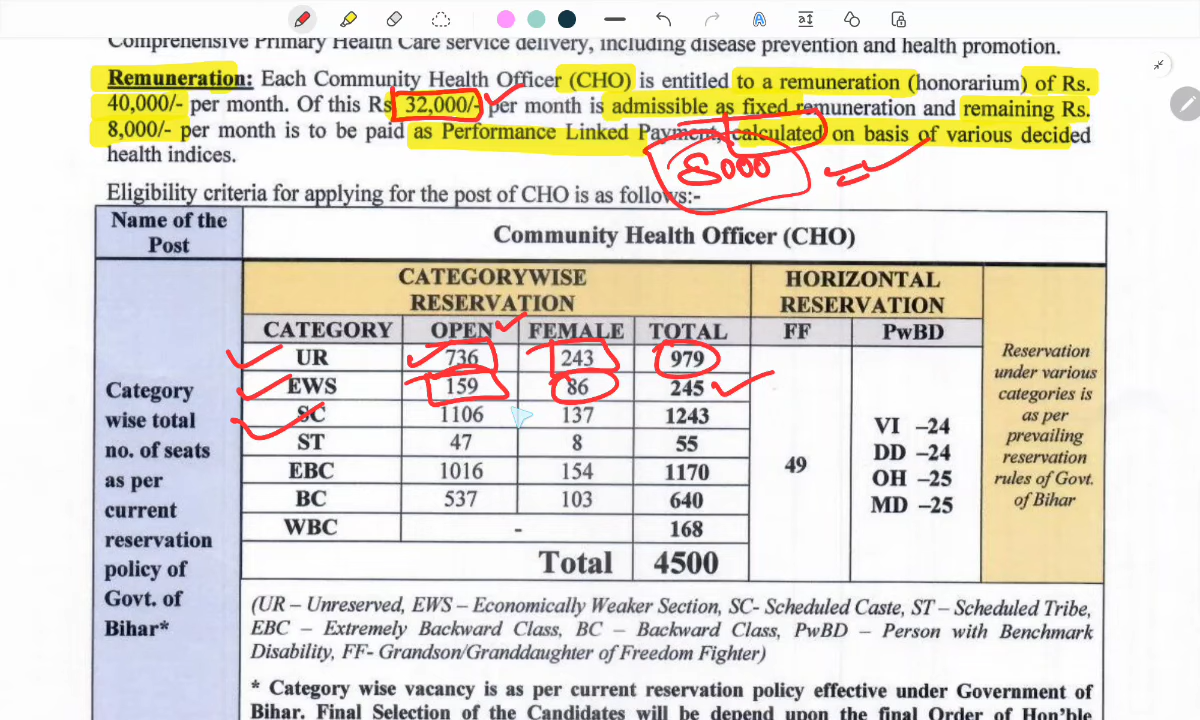 Comprehensive Primary Health Care service delivery, including disease prevention and health promotion.
Remuneration: Each Community Health Officer (CHO) is entitled to a remuneration (honorarium) of Rs.
40,000/- per month. Of this Rs 32,000/- per month is admissible as fixed remuneration and remaining Rs.
8,000/- per month is to be paid as Performance Linked Payment, calculated on basis of various decided
health indices.
8000
Eligibility criteria for applying for the post of CHO is as follows:-
Name of the Post
Community Health Officer (CHO)
Category
wise total
no. of seats
as per
current
reservation
policy of
Govt. of
Bihar*
CATEGORYWISE RESERVATION
HORIZONTAL RESERVATION
CATEGORY OPEN FEMALE TOTAL FF PwBD
UR 736 243 979
EWS 159 86 245
SC 1106 137 1243
ST 47 8 55
EBC 1016 154 1170
BC 537 103 640
WBC - 168
Total 4500
49
VI –24
DD –24
OH –25
MD –25
Reservation
under various
categories is
as per
prevailing
reservation
rules of Govt.
of Bihar
(UR – Unreserved, EWS – Economically Weaker Section, SC- Scheduled Caste, ST – Scheduled Tribe,
EBC – Extremely Backward Class, BC – Backward Class, PwBD – Person with Benchmark
Disability, FF- Grandson/Granddaughter of Freedom Fighter)
* Category wise vacancy is as per current reservation policy effective under Government of
Bihar. Final Selection of the Candidates will be depend upon the final Order of Hon'ble